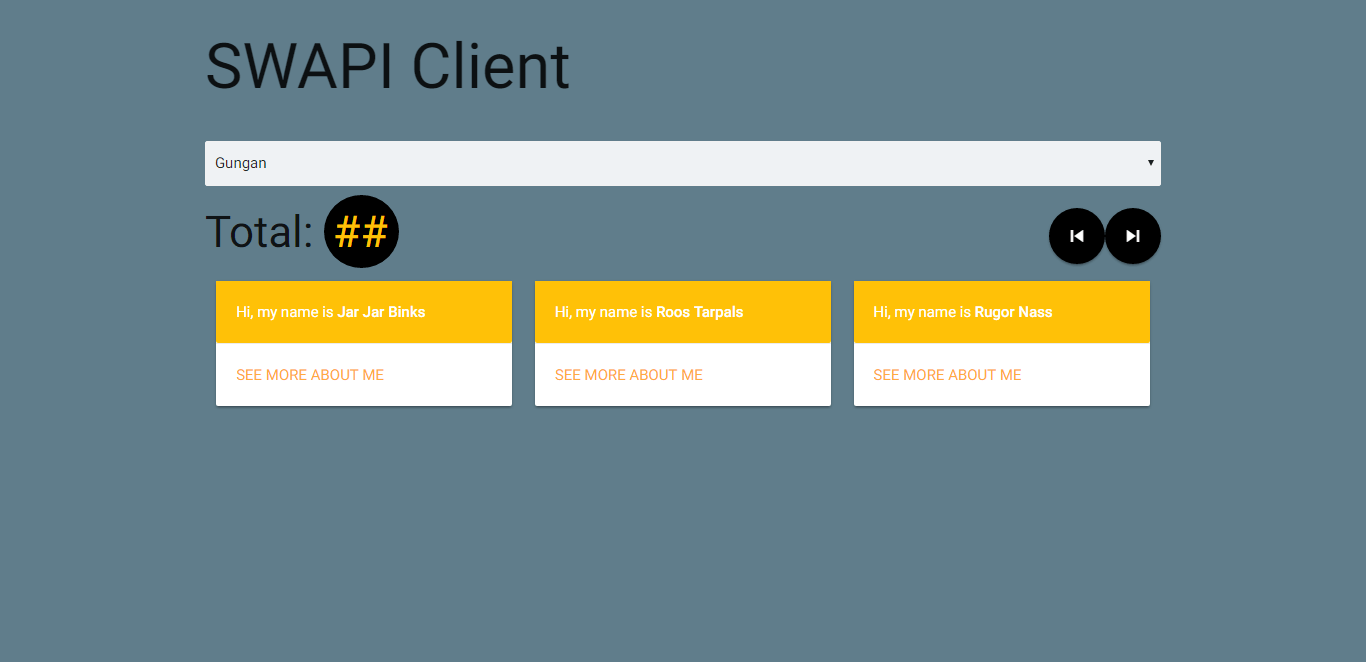 SWAPI Client
Gungan
Total: ##
Hi, my name is Jar Jar Binks
SEE MORE ABOUT ME
Hi, my name is Roos Tarpals
SEE MORE ABOUT ME
Hi, my name is Rugor Nass
SEE MORE ABOUT ME